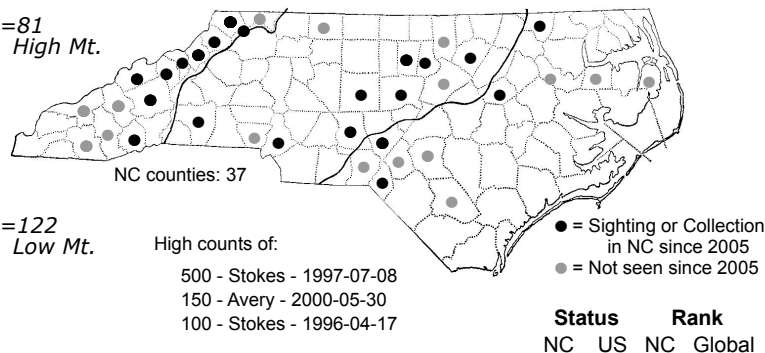 =81
High Mt.
NC counties: 37
=122
Low Mt.
High counts of:
500 - Stokes - 1997-07-08
150 - Avery - 2000-05-30
100 - Stokes - 1996-04-17
= Sighting or Collection
in NC since 2005
= Not seen since 2005
Status Rank
NC US NC Global